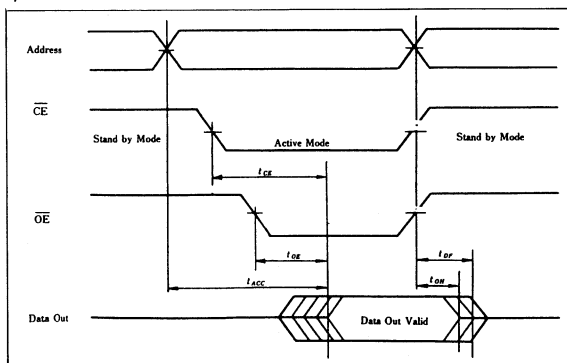 Address
CE
Stand by Mode
Active Mode
Stand by Mode
tCE
OE
tOE
tDF
tACC
tOH
Data Out
Data Out Valid